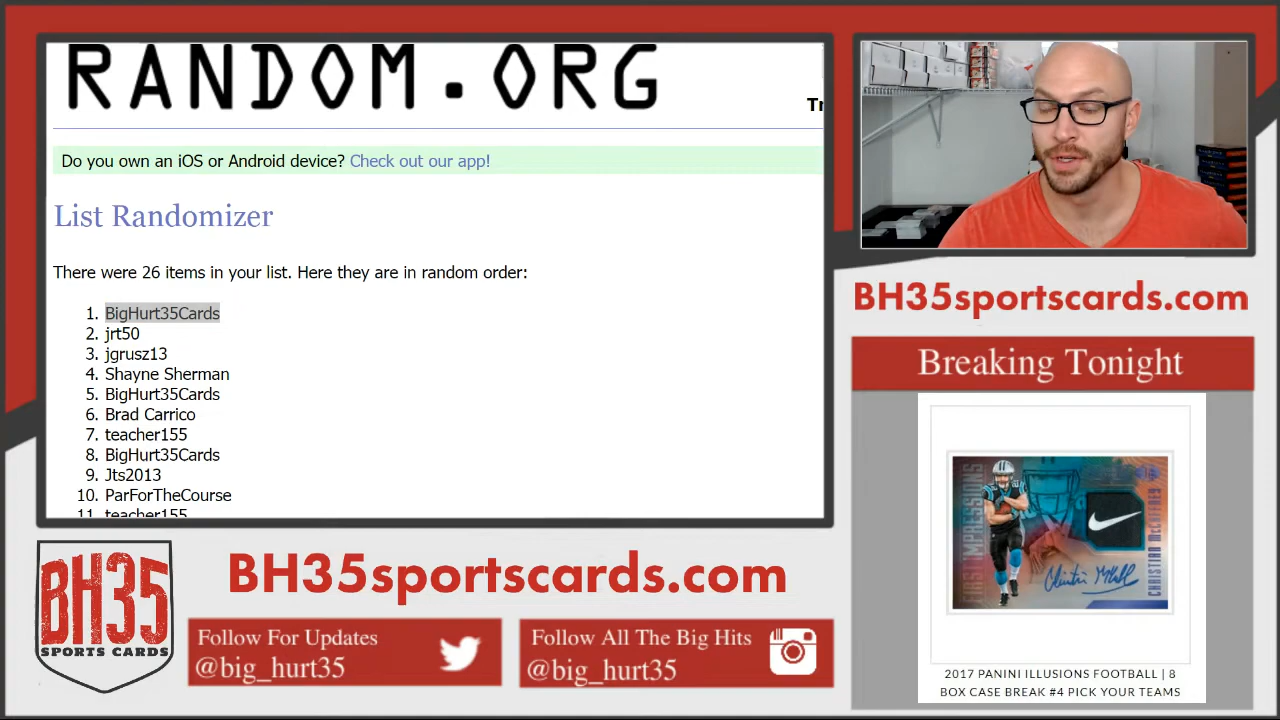 RANDOM.ORG
Tr
Do you own an iOS or Android device? Check out our app!
List Randomizer
There were 26 items in your list. Here they are in random order:
1. BigHurt35Cards
2. jrt50
3. jgrusz13
4. Shayne Sherman
5. BigHurt35Cards
6. Brad Carrico
7. teacher155
8. BigHurt35Cards
9. Jts2013
10. ParForTheCourse
11. teacher155
BH35sportscards.com
Breaking Tonight
FIRST IMPRESSIONS
CHRISTIAN McCAFFREY
2017 PANINI ILLUSIONS FOOTBALL | 8
BOX CASE BREAK #4 PICK YOUR TEAMS
BH35
SPORTS CARDS
BH35sportscards.com
Follow For Updates
@big_hurt35
Follow All The Big Hits
@big_hurt35